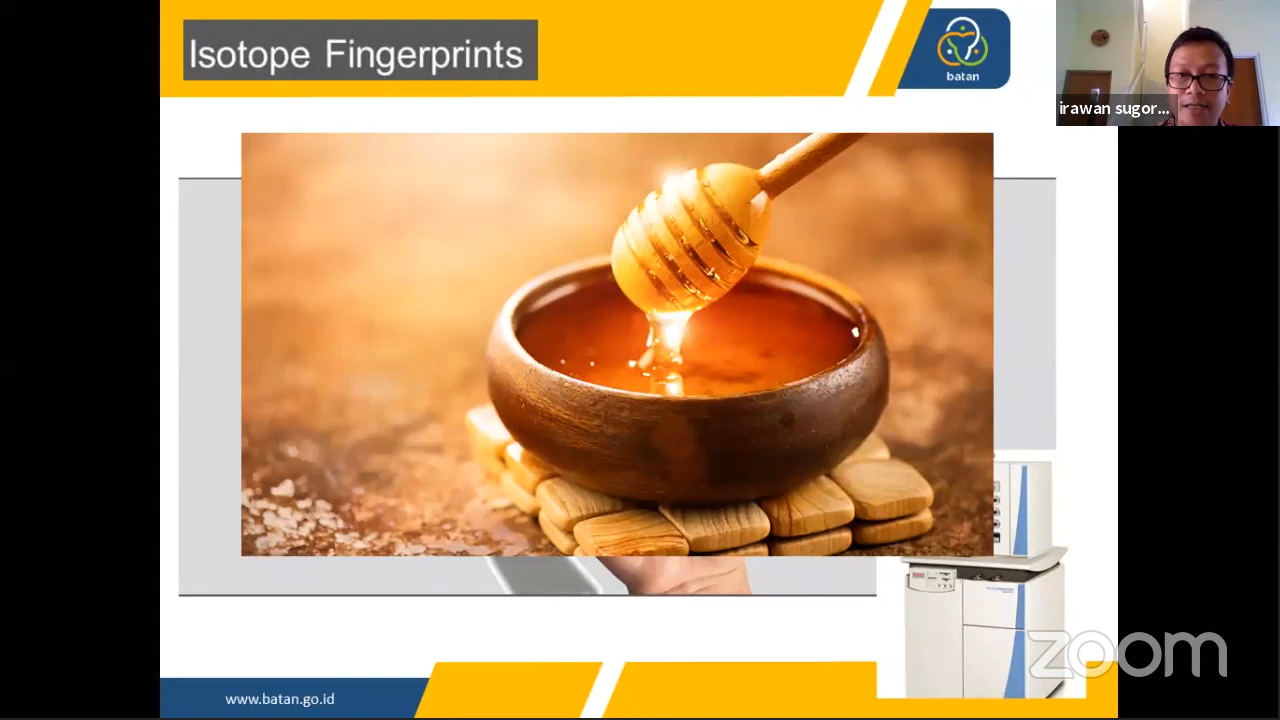 Isotope Fingerprints
batan
irawan sugor...
www.batan.go.id
zoom